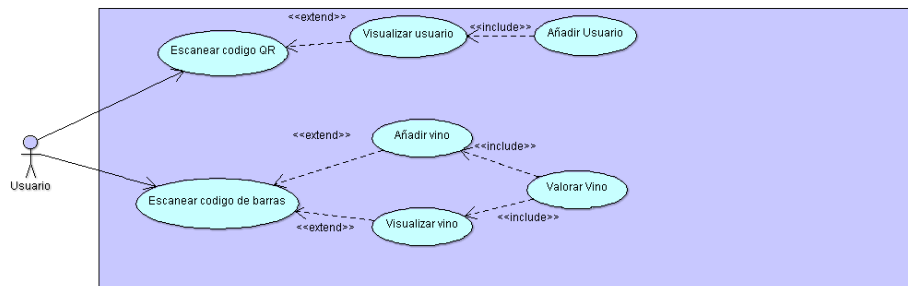 <<extend>>
Visualizar usuario
<<include>>
Añadir Usuario
Escanear codigo QR
<<extend>>
Añadir vino
<<include>>
Usuario
Escanear codigo de barras
Valorar Vino
<<extend>>
Visualizar vino
<<include>>